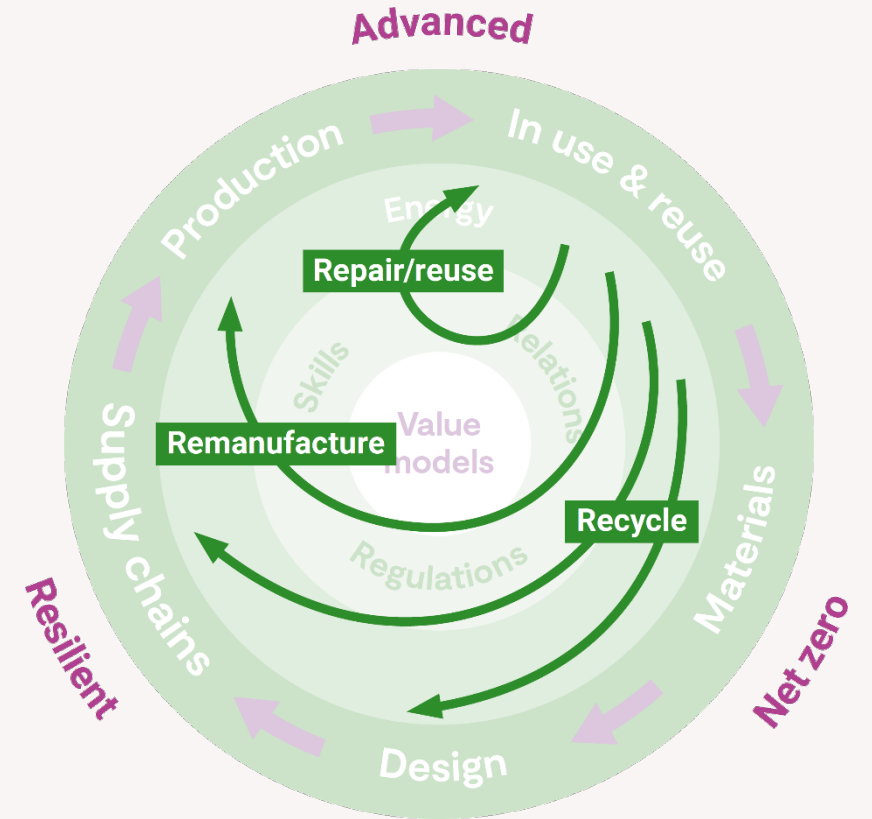 Advanced
Production
In use & reuse
Energy
Repair/reuse
Skills
Relations
Value
models
Remanufacture
Supply chains
Recycle
Materials
Regulations
Resilient
Net zero
Design